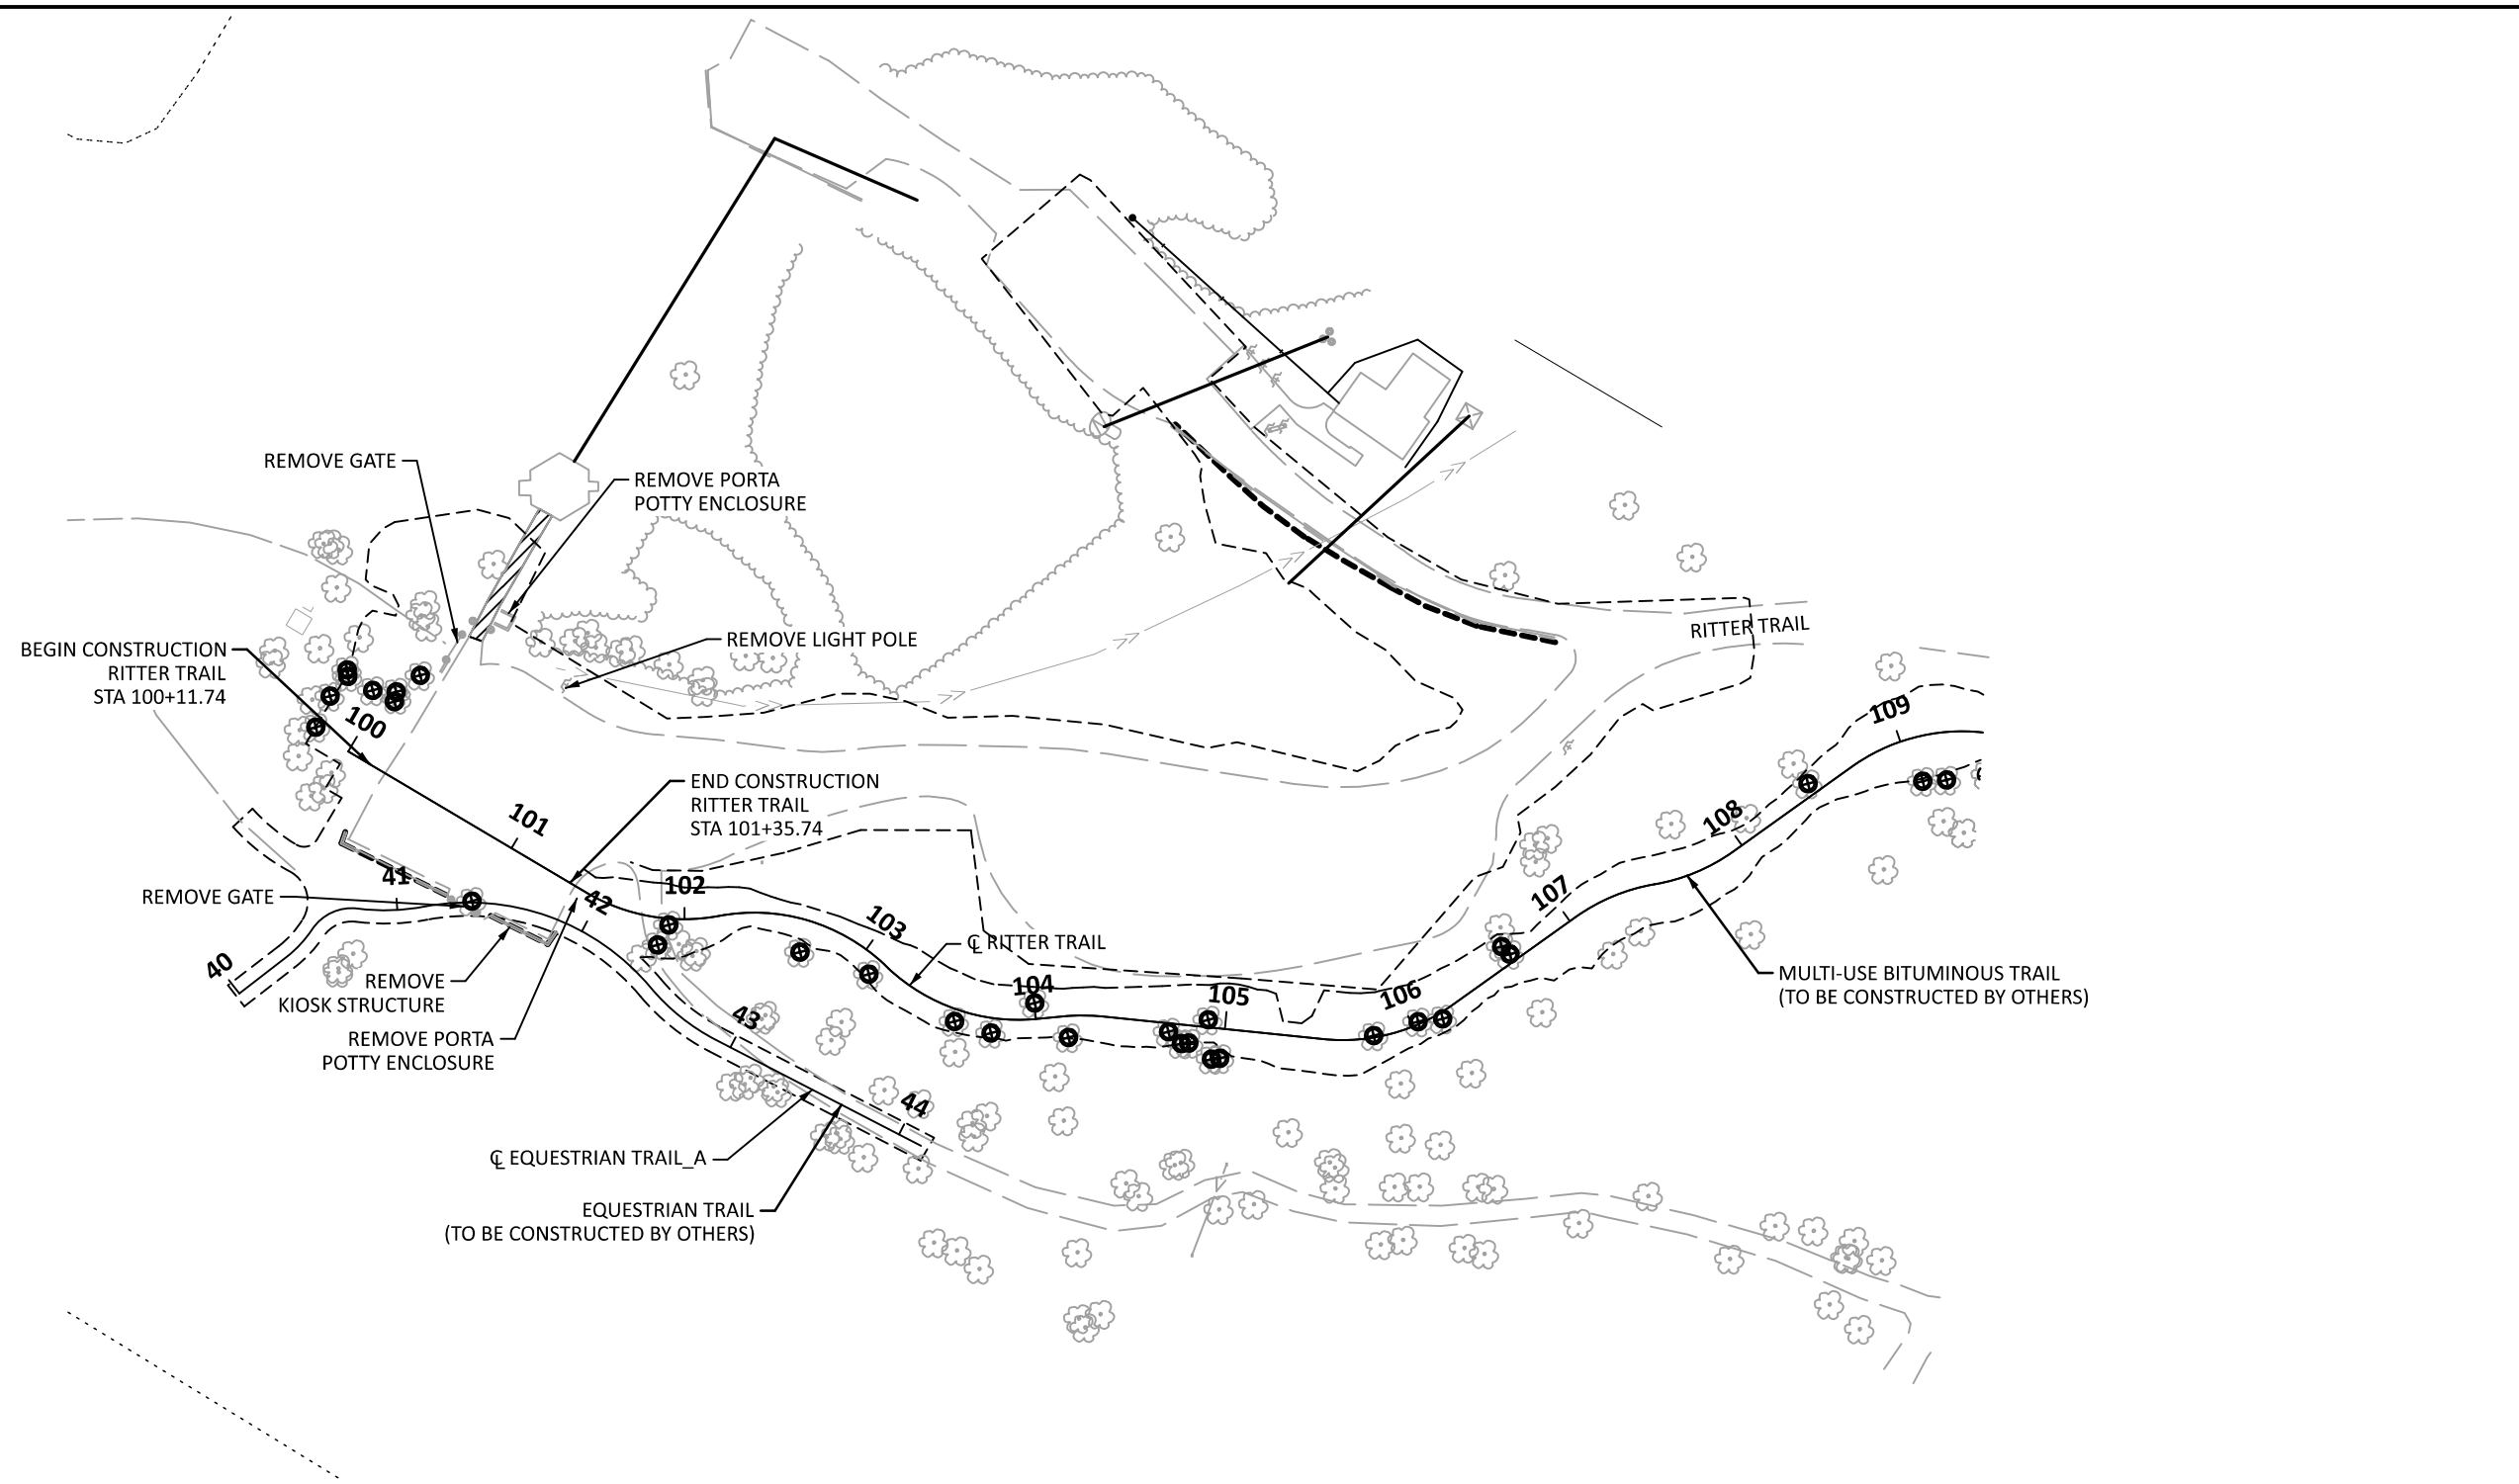 REMOVE GATE
REMOVE PORTA
POTTY ENCLOSURE
BEGIN CONSTRUCTION
RITTER TRAIL
STA 100+11.74
REMOVE LIGHT POLE
RITTER TRAIL
100
109
END CONSTRUCTION
RITTER TRAIL
STA 101+35.74
101
108
REMOVE GATE
41
42
102
103
107
℄ RITTER TRAIL
40
REMOVE
KIOSK STRUCTURE
104
105
106
MULTI-USE BITUMINOUS TRAIL
(TO BE CONSTRUCTED BY OTHERS)
REMOVE PORTA
POTTY ENCLOSURE
43
44
℄ EQUESTRIAN TRAIL_A
EQUESTRIAN TRAIL
(TO BE CONSTRUCTED BY OTHERS)